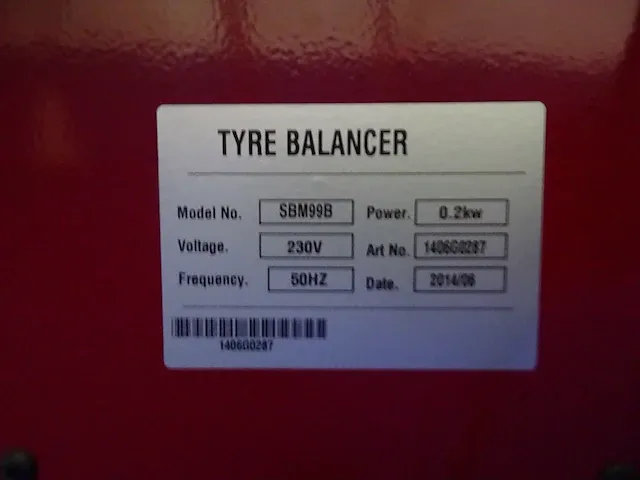 TYRE BALANCER
Model No. SBM99B Power. 0.2kw
Voltage. 230V Art No. 1406G0287
Frequency. 50HZ Date. 2014/06
1406G0287